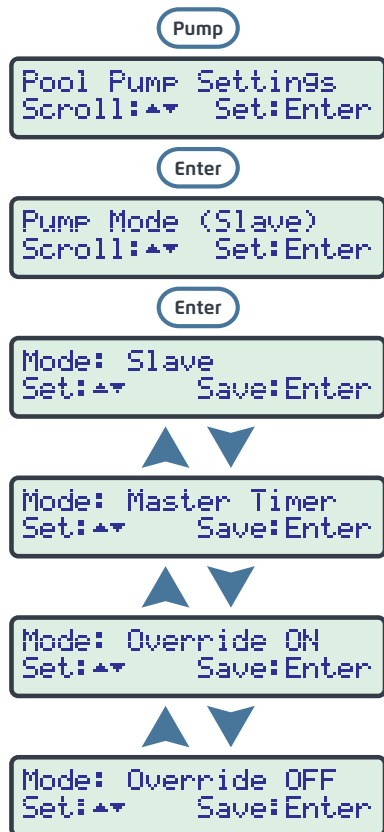 Pump
Pool Pump Settings
Scroll:▲▼ Set:Enter
Enter
Pump Mode (Slave)
Scroll:▲▼ Set:Enter
Enter
Mode: Slave
Set:▲▼ Save:Enter
Mode: Master Timer
Set:▲▼ Save:Enter
Mode: Override ON
Set:▲▼ Save:Enter
Mode: Override OFF
Set:▲▼ Save:Enter